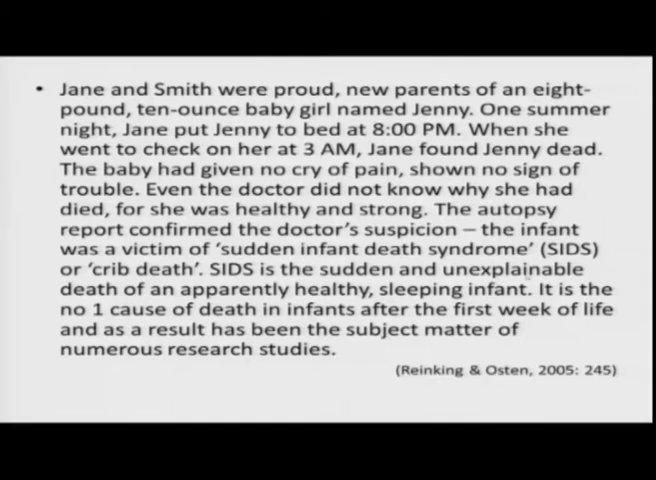 • Jane and Smith were proud, new parents of an eight-
pound, ten-ounce baby girl named Jenny. One summer
night, Jane put Jenny to bed at 8:00 PM. When she
went to check on her at 3 AM, Jane found Jenny dead.
The baby had given no cry of pain, shown no sign of
trouble. Even the doctor did not know why she had
died, for she was healthy and strong. The autopsy
report confirmed the doctor's suspicion – the infant
was a victim of 'sudden infant death syndrome' (SIDS)
or 'crib death'. SIDS is the sudden and unexplainable
death of an apparently healthy, sleeping infant. It is the
no 1 cause of death in infants after the first week of life
and as a result has been the subject matter of
numerous research studies.
(Reinking & Osten, 2005: 245)